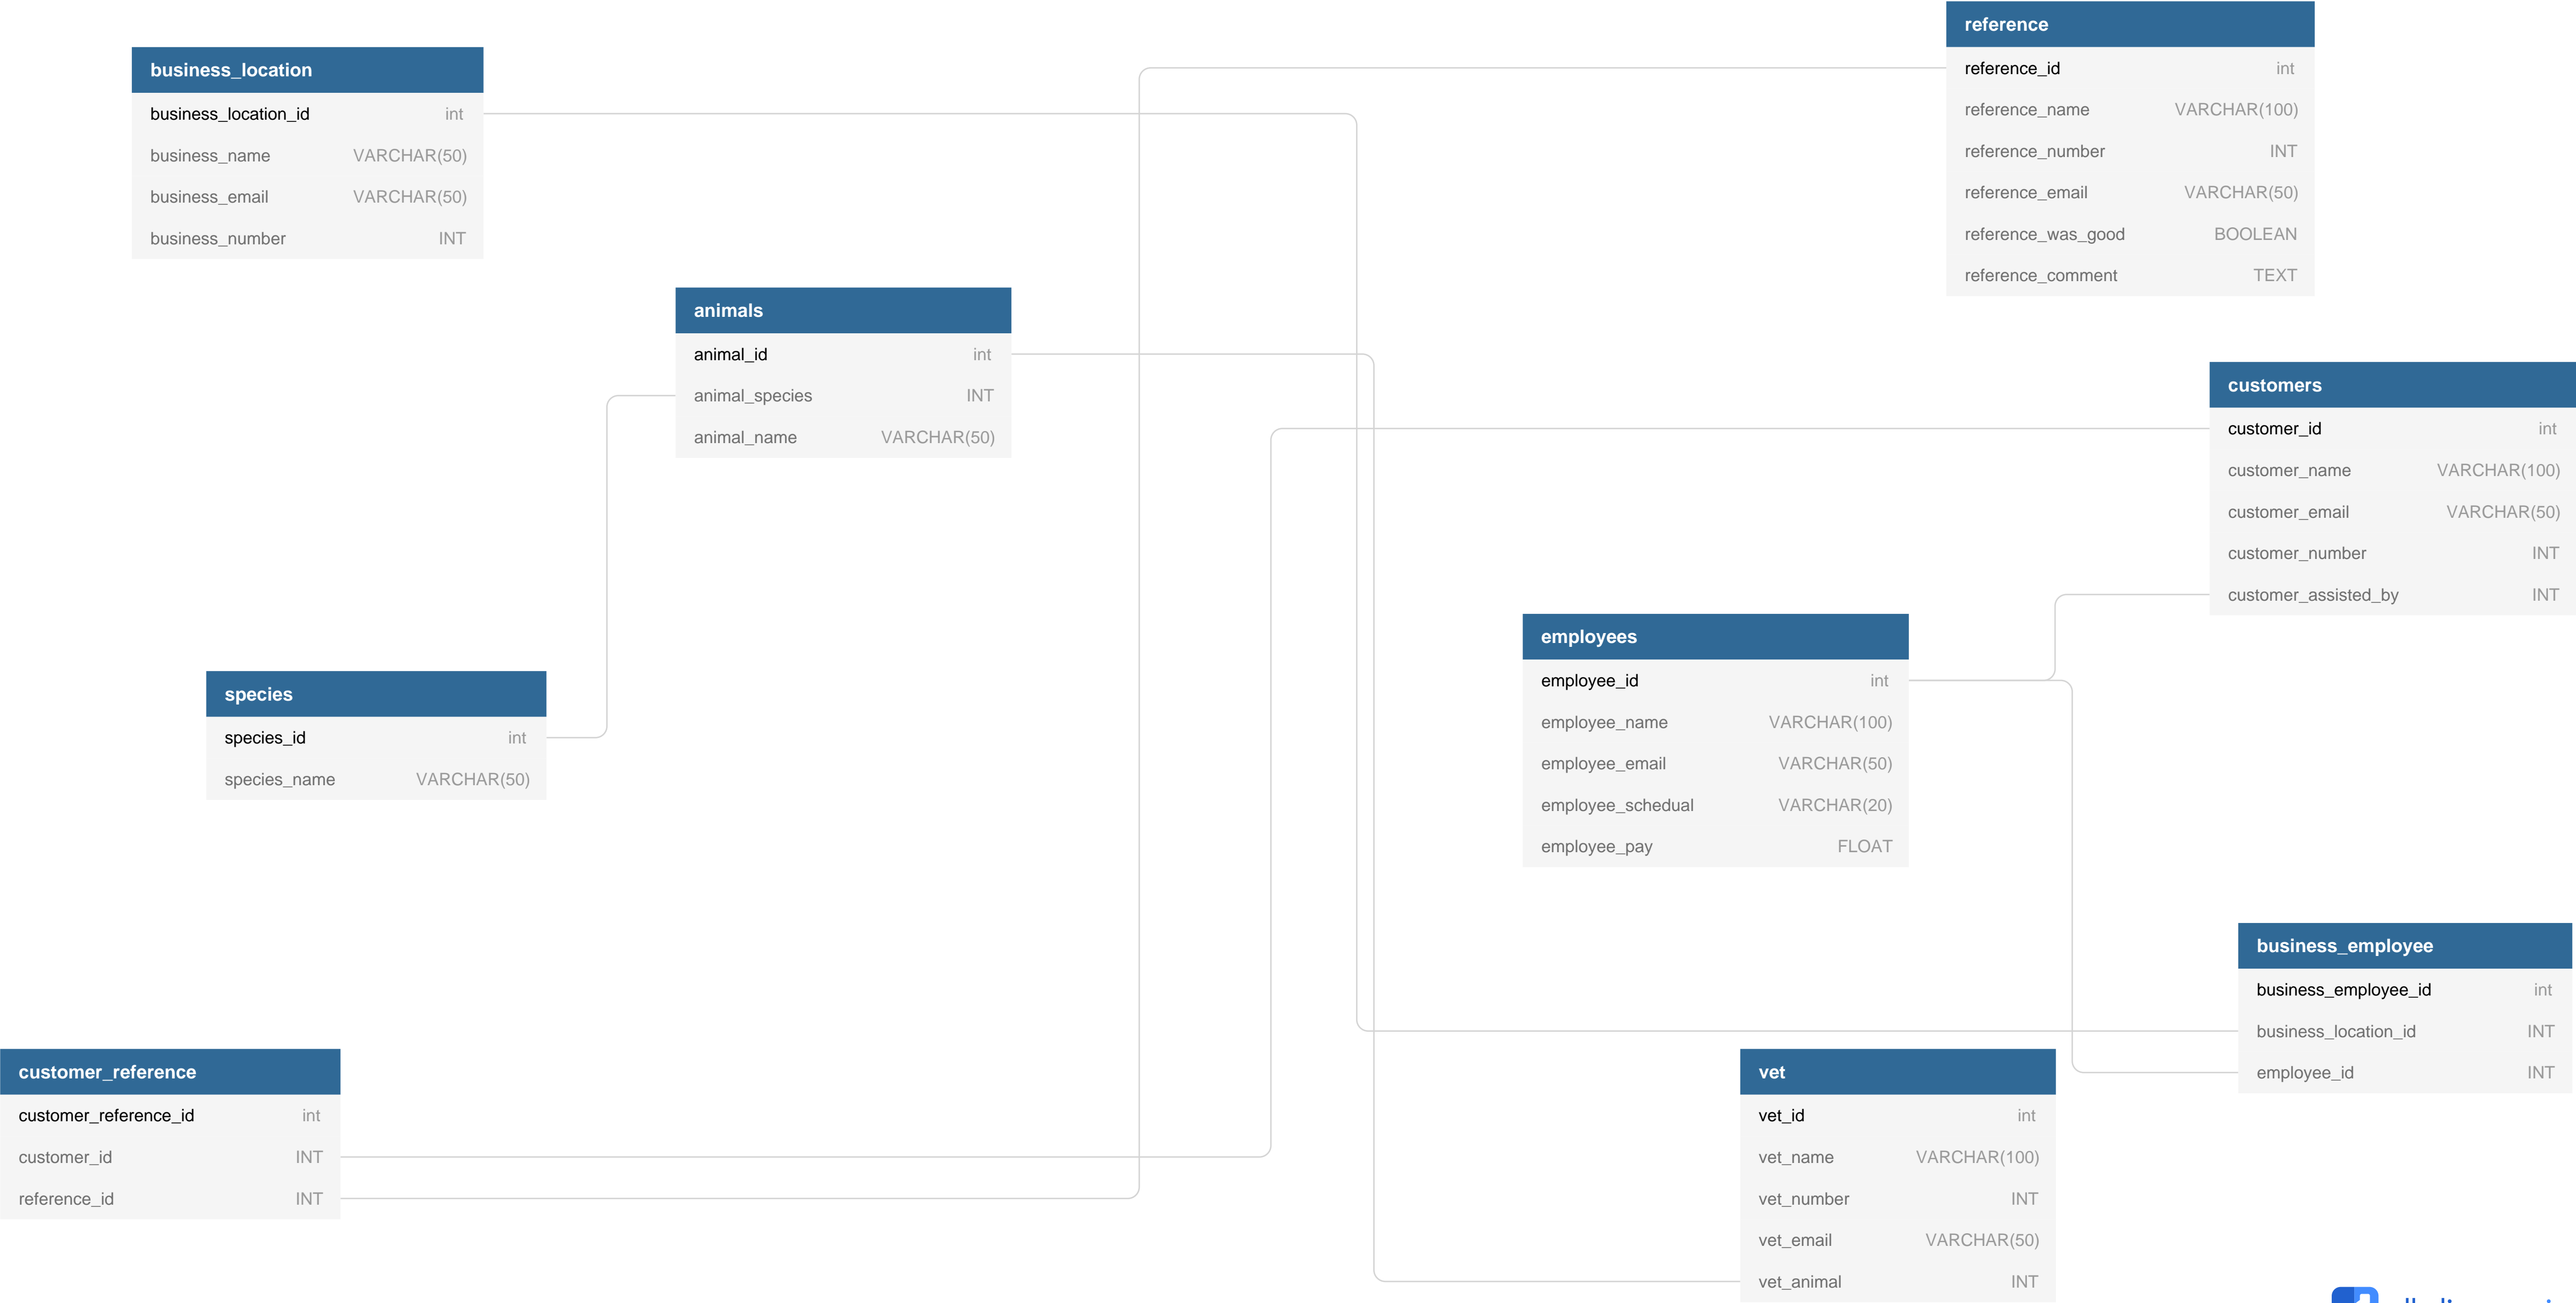 reference
reference_id int
reference_name VARCHAR(100)
reference_number INT
reference_email VARCHAR(50)
reference_was_good BOOLEAN
reference_comment TEXT
business_location
business_location_id int
business_name VARCHAR(50)
business_email VARCHAR(50)
business_number INT
animals
animal_id int
animal_species INT
animal_name VARCHAR(50)
customers
customer_id int
customer_name VARCHAR(100)
customer_email VARCHAR(50)
customer_number INT
customer_assisted_by INT
employees
employee_id int
employee_name VARCHAR(100)
employee_email VARCHAR(50)
employee_schedual VARCHAR(20)
employee_pay FLOAT
species
species_id int
species_name VARCHAR(50)
business_employee
business_employee_id int
business_location_id INT
employee_id INT
customer_reference
customer_reference_id int
customer_id INT
reference_id INT
vet
vet_id int
vet_name VARCHAR(100)
vet_number INT
vet_email VARCHAR(50)
vet_animal INT